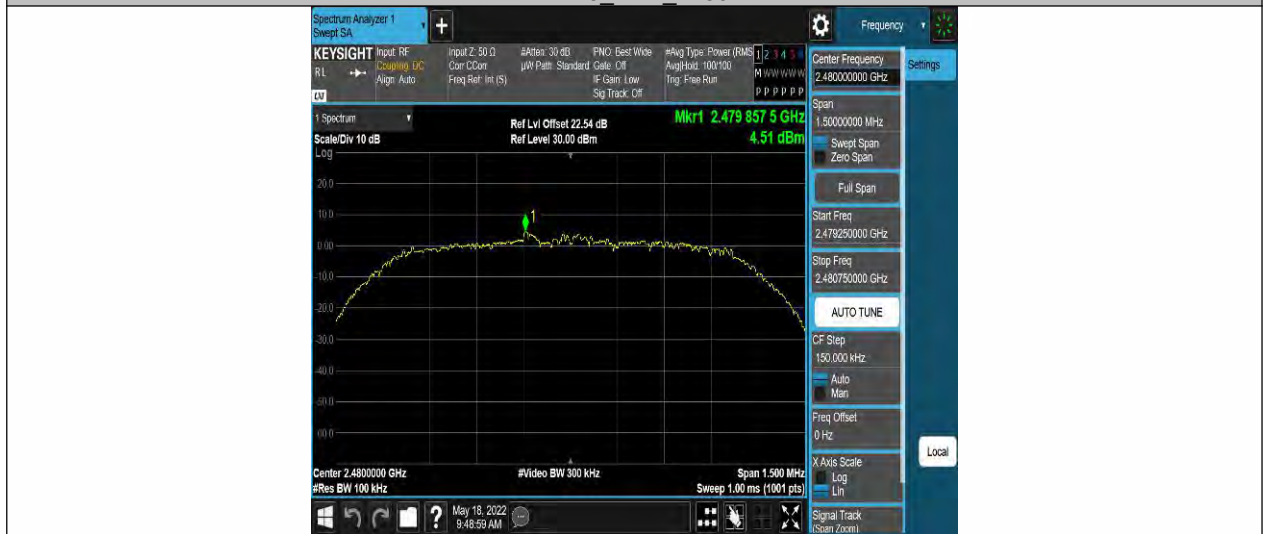 Spectrum Analyzer 1
Swept SA
Frequency
KEYSIGHT
RL
LXI
Input: RF
Coupling: DC
Align: Auto
Input Z: 50 Ω
Corr CCorr
Freq Ref: Int (S)
#Atten: 30 dB
µW Path: Standard
PNO: Best Wide
Gate: Off
IF Gain: Low
Sig Track: Off
#Avg Type: Power (RMS
Avg|Hold: 100/100
Trig: Free Run
1 2 3 4 5 6
M W W W W W
P P P P P P
1 Spectrum
Scale/Div 10 dB
Log
Ref Lvl Offset 22.54 dB
Ref Level 30.00 dBm
Mkr1 2.479 857 5 GHz
4.51 dBm
20.0
10.0
0.00
-10.0
-20.0
-30.0
-40.0
-50.0
-60.0
1
Center 2.4800000 GHz
#Res BW 100 kHz
#Video BW 300 kHz
Span 1.500 MHz
Sweep 1.00 ms (1001 pts)
May 18, 2022
9:48:59 AM
Center Frequency
2.480000000 GHz
Settings
Span
1.50000000 MHz
Swept Span
Zero Span
Full Span
Start Freq
2.479250000 GHz
Stop Freq
2.480750000 GHz
AUTO TUNE
CF Step
150.000 kHz
Auto
Man
Freq Offset
0 Hz
X Axis Scale
Log
Lin
Signal Track
(Span Zoom)
Local